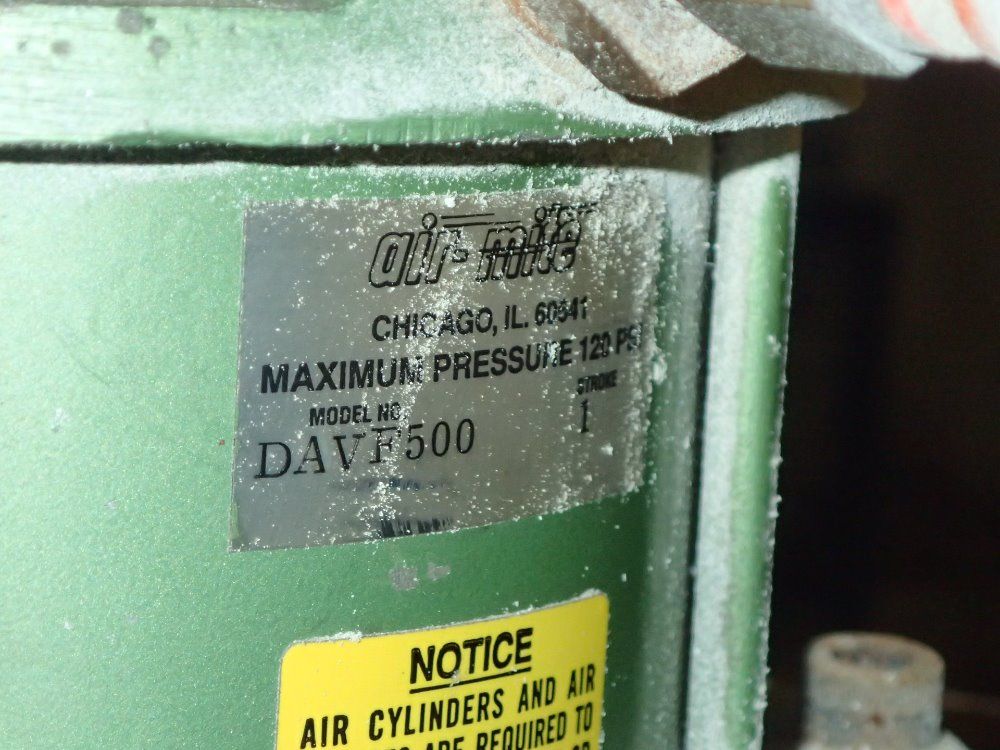 air-mite
CHICAGO, IL. 60641
MAXIMUM PRESSURE 120 PSI
MODEL NO. STROKE
DAVF500 1
NOTICE
AIR CYLINDERS AND AIR
ARE REQUIRED TO
OR